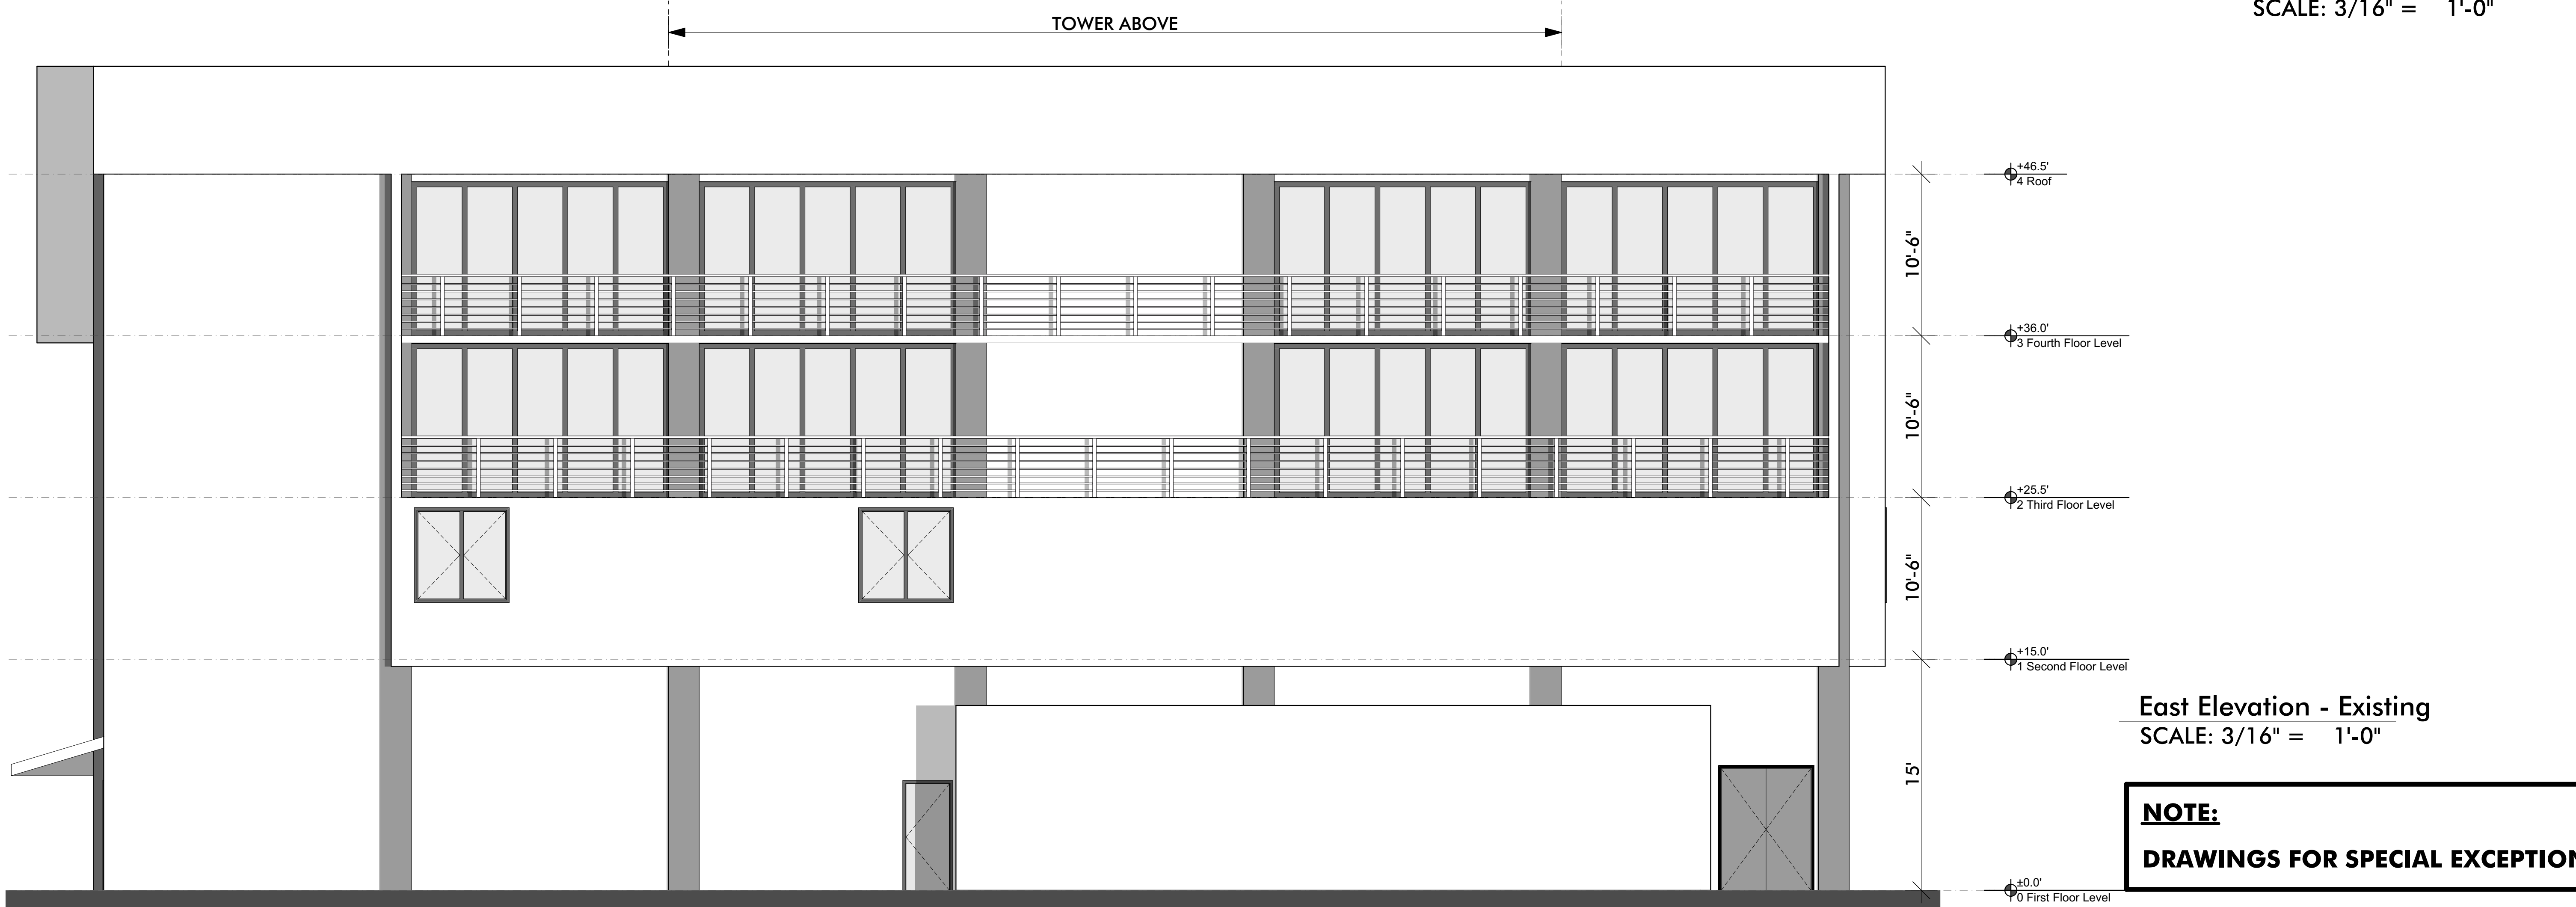 SCALE: 3/16" = 1'-0"
TOWER ABOVE
+46.5'
4 Roof
10'-6"
+36.0'
3 Fourth Floor Level
10'-6"
+25.5'
2 Third Floor Level
10'-6"
+15.0'
1 Second Floor Level
East Elevation - Existing
SCALE: 3/16" = 1'-0"
15'
NOTE:
DRAWINGS FOR SPECIAL EXCEPTION
±0.0'
0 First Floor Level